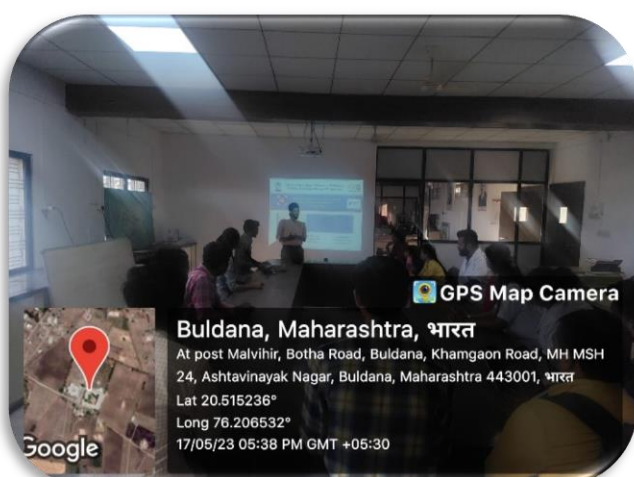 GPS Map Camera
Buldana, Maharashtra, भारत
At post Malvihir, Botha Road, Buldana, Khamgaon Road, MH MSH
24, Ashtavinayak Nagar, Buldana, Maharashtra 443001, भारत
Lat 20.515236°
Long 76.206532°
17/05/23 05:38 PM GMT +05:30
Google